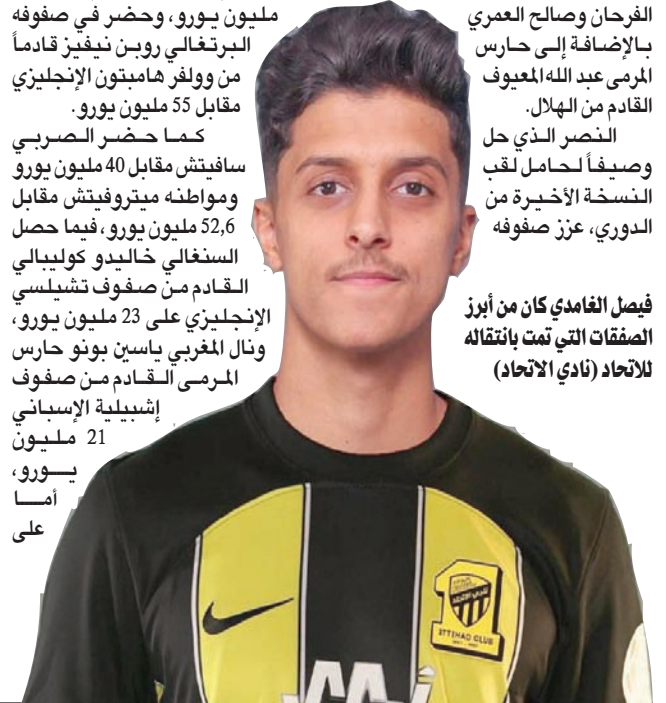 الفرحان وصالح العمري
بالإضافة إلى حارس
المرمى عبد الله المعيوف
القادم من الهلال.
النصر الذي حل
وصيفاً لحامل لقب
النسخة الأخيرة من
الدوري، عزز صفوفه
فيصل الغامدي كان من أبرز
الصفقات التي تمت بانتقاله
للاتحاد (نادي الاتحاد)
مليون يورو، وحضر في صفوفه
البرتغالي روبن نيفيز قادماً
من وولفر هامبتون الإنجليزي
مقابل 55 مليون يورو.
كما حضر الصربي
سافيتش مقابل 40 مليون يورو
ومواطنه ميتروفيتش مقابل
52,6 مليون يورو، فيما حصل
السنغالي خاليدو كوليبالي
القادم من صفوف تشيلسي
الإنجليزي على 23 مليون يورو،
ونال المغربي ياسين بونو حارس
المرمى القادم من صفوف
إشبيلية الإسباني
21 مليون
يورو،
أما
على
نادي الاتحاد
ITTIHAD CLUB